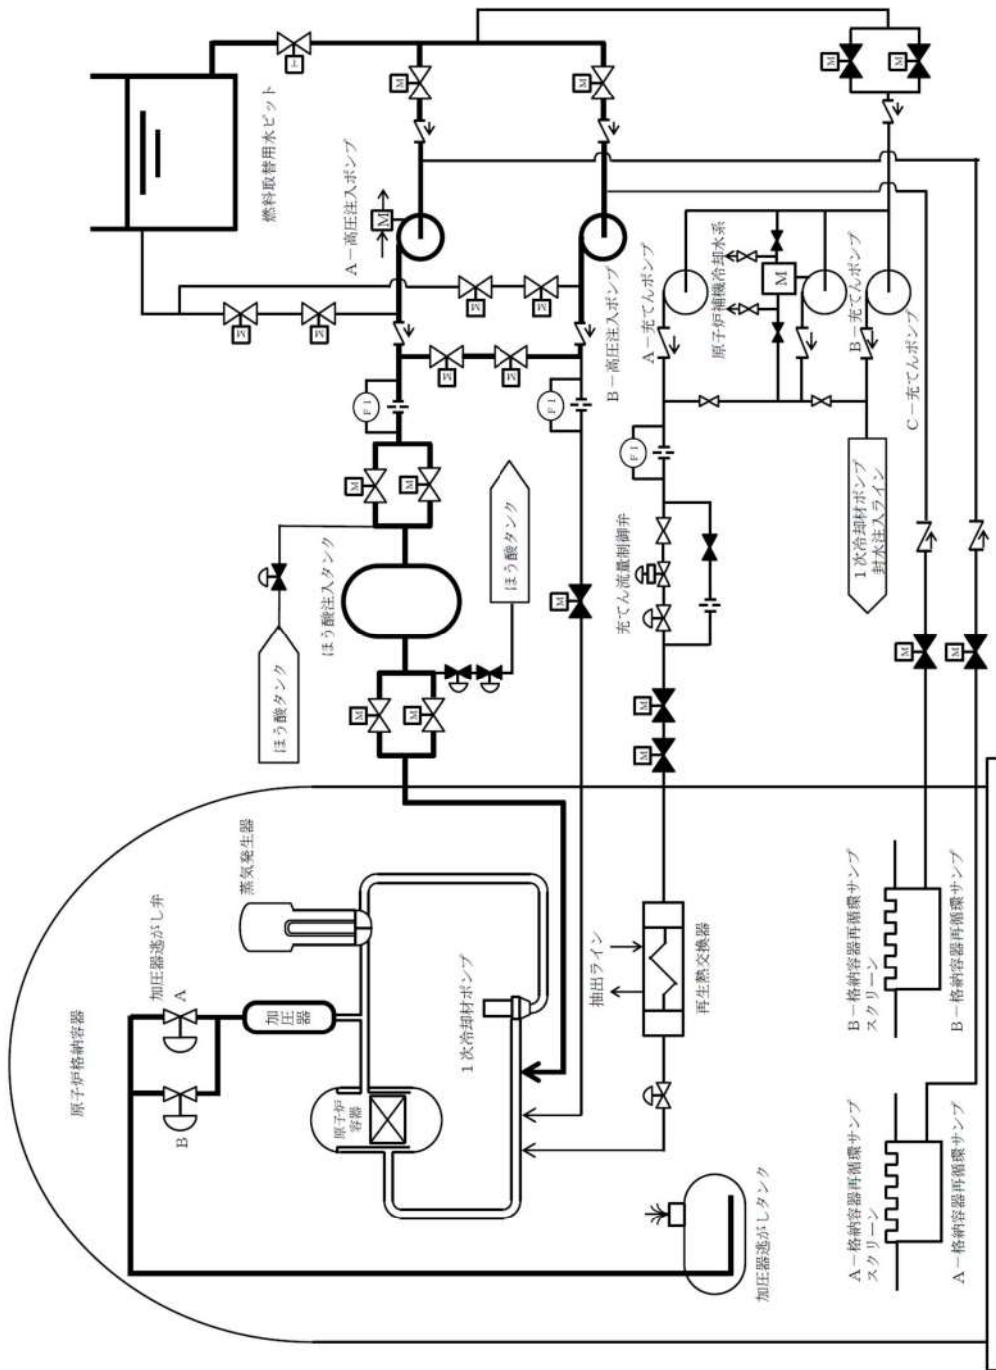 原子炉格納容器
加圧器逃がし弁
A
B
加圧器
蒸気発生器
原子炉
容器
1次冷却材ポンプ
加圧器逃がしタンク
抽出ライン
再生熱交換器
A－格納容器再循環サンプ
スクリーン
A－格納容器再循環サンプ
B－格納容器再循環サンプ
スクリーン
B－格納容器再循環サンプ
ほう酸タンク
ほう酸注入タンク
ほう酸タンク
M
M
M
M
FI
FI
FI
M
M
M
充てん流量制御弁
1次冷却材ポンプ
封水注入ライン
M
M
燃料取替用水ピット
A－高圧注入ポンプ
M
B－高圧注入ポンプ
M
M
M
M
M
M
M
M
A－充てんポンプ
原子炉補機冷却水系
M
B－充てんポンプ
C－充てんポンプ
M
M